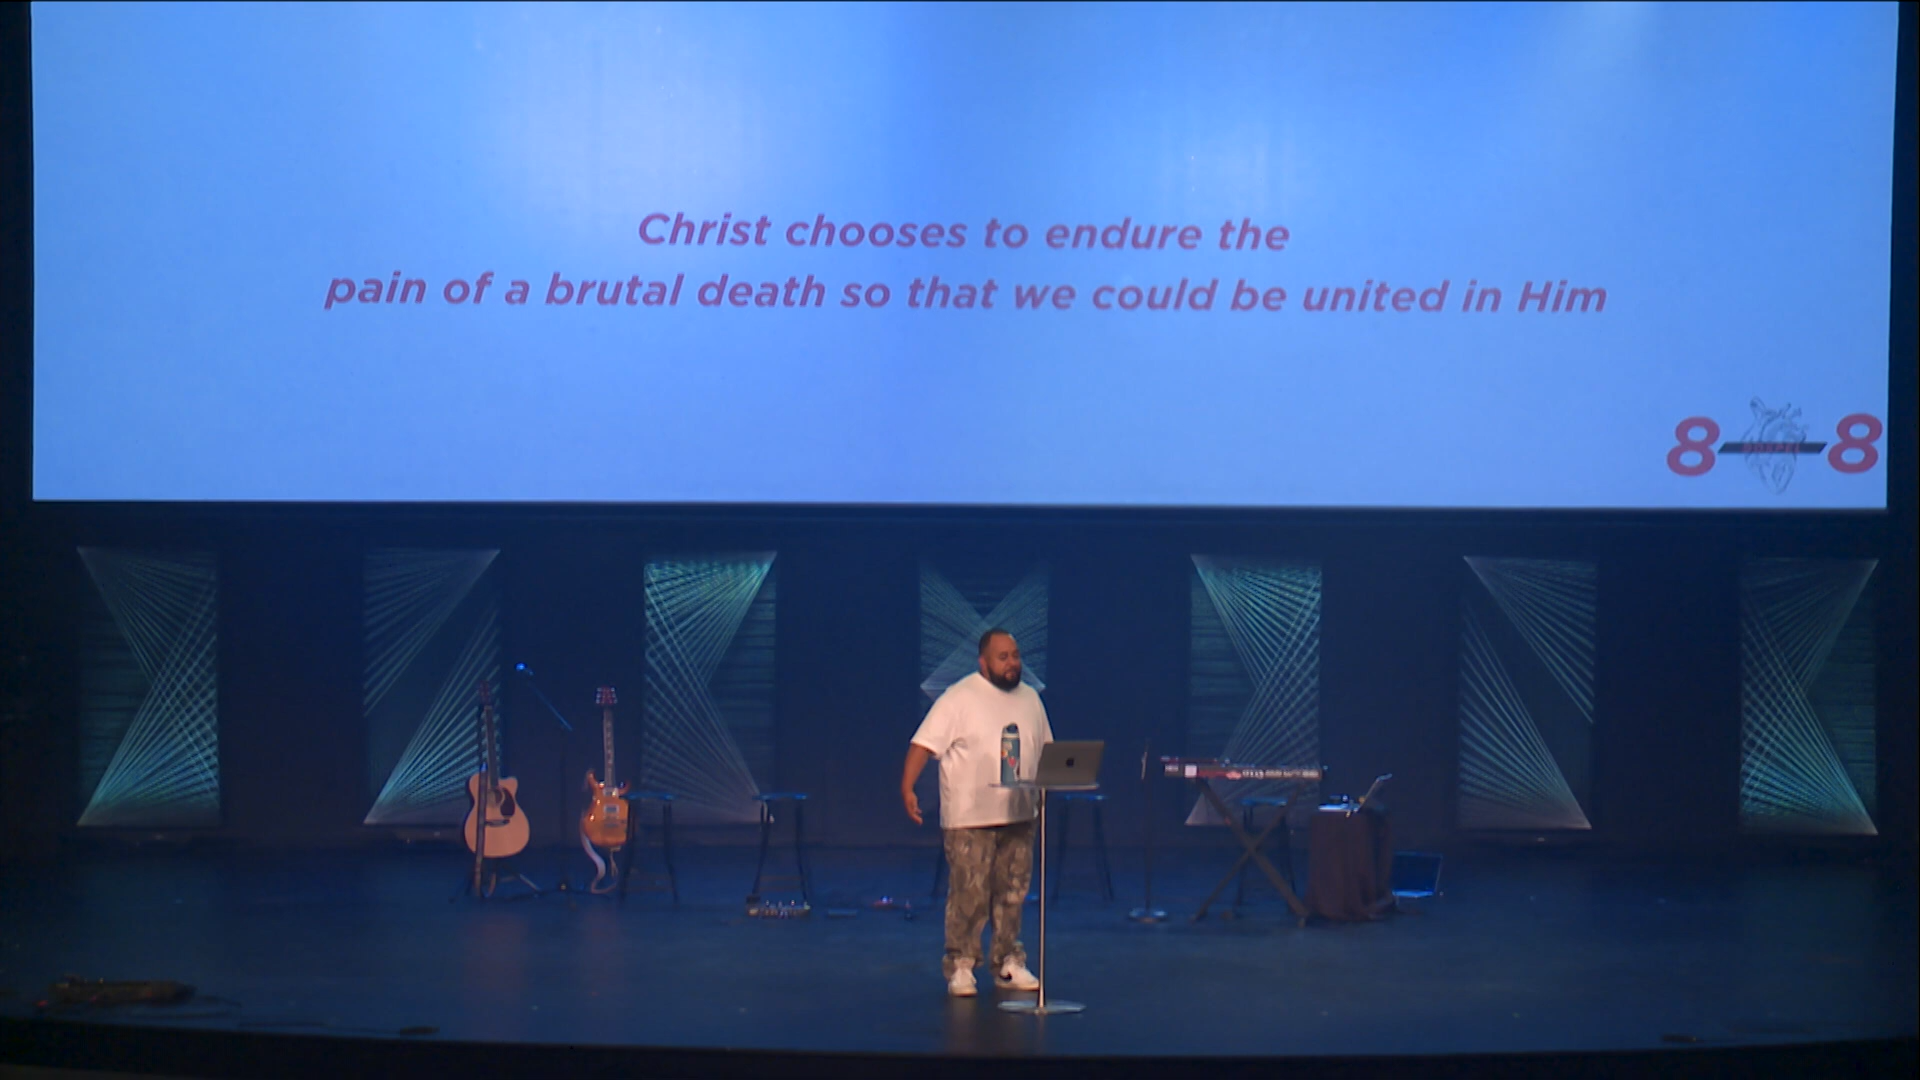 Christ chooses to endure the
pain of a brutal death so that we could be united in Him
8 8